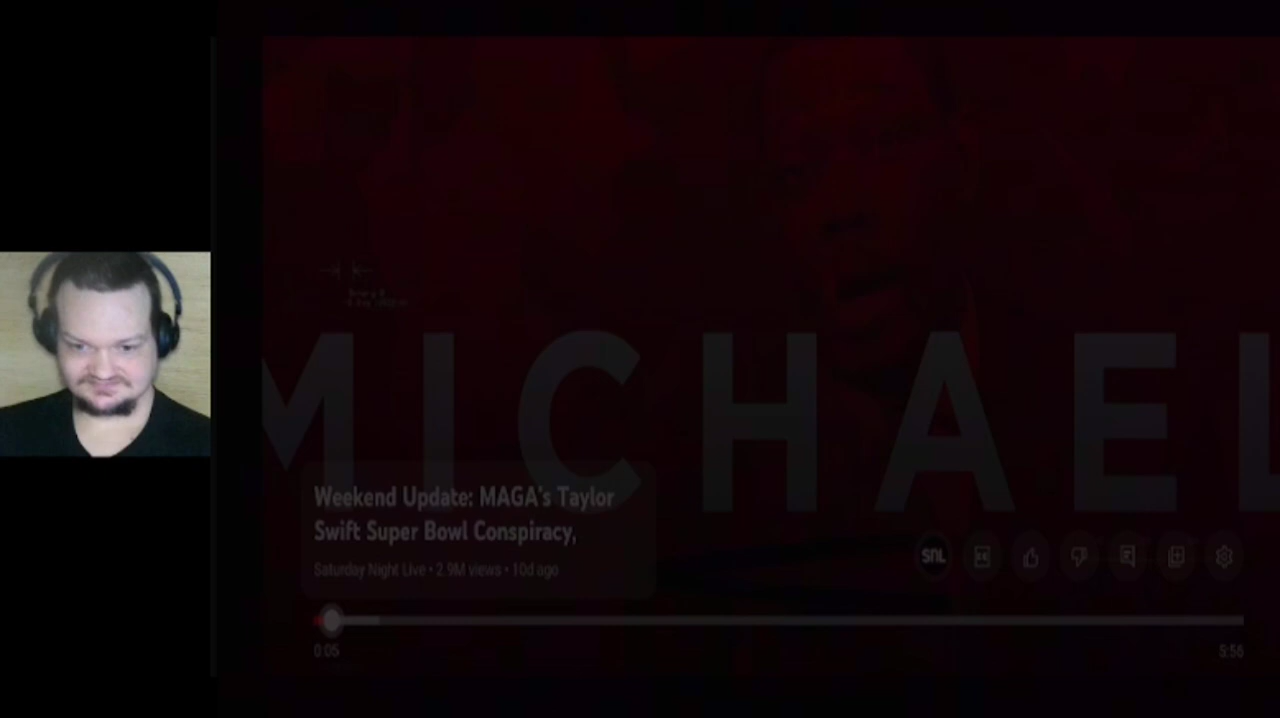 MICHAEL
Weekend Update: MAGA's Taylor
Swift Super Bowl Conspiracy,
Saturday Night Live • 2.9M views • 10d ago
SNL
0:05
5:56